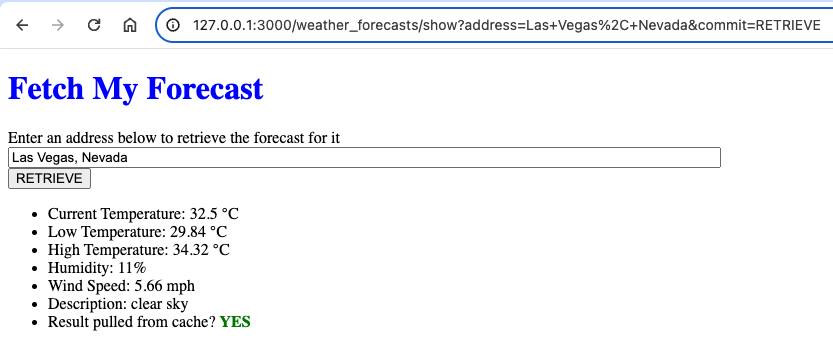 127.0.0.1:3000/weather_forecasts/show?address=Las+Vegas%2C+Nevada&commit=RETRIEVE
Fetch My Forecast
Enter an address below to retrieve the forecast for it
Las Vegas, Nevada
RETRIEVE
• Current Temperature: 32.5 °C
• Low Temperature: 29.84 °C
• High Temperature: 34.32 °C
• Humidity: 11%
• Wind Speed: 5.66 mph
• Description: clear sky
• Result pulled from cache? YES